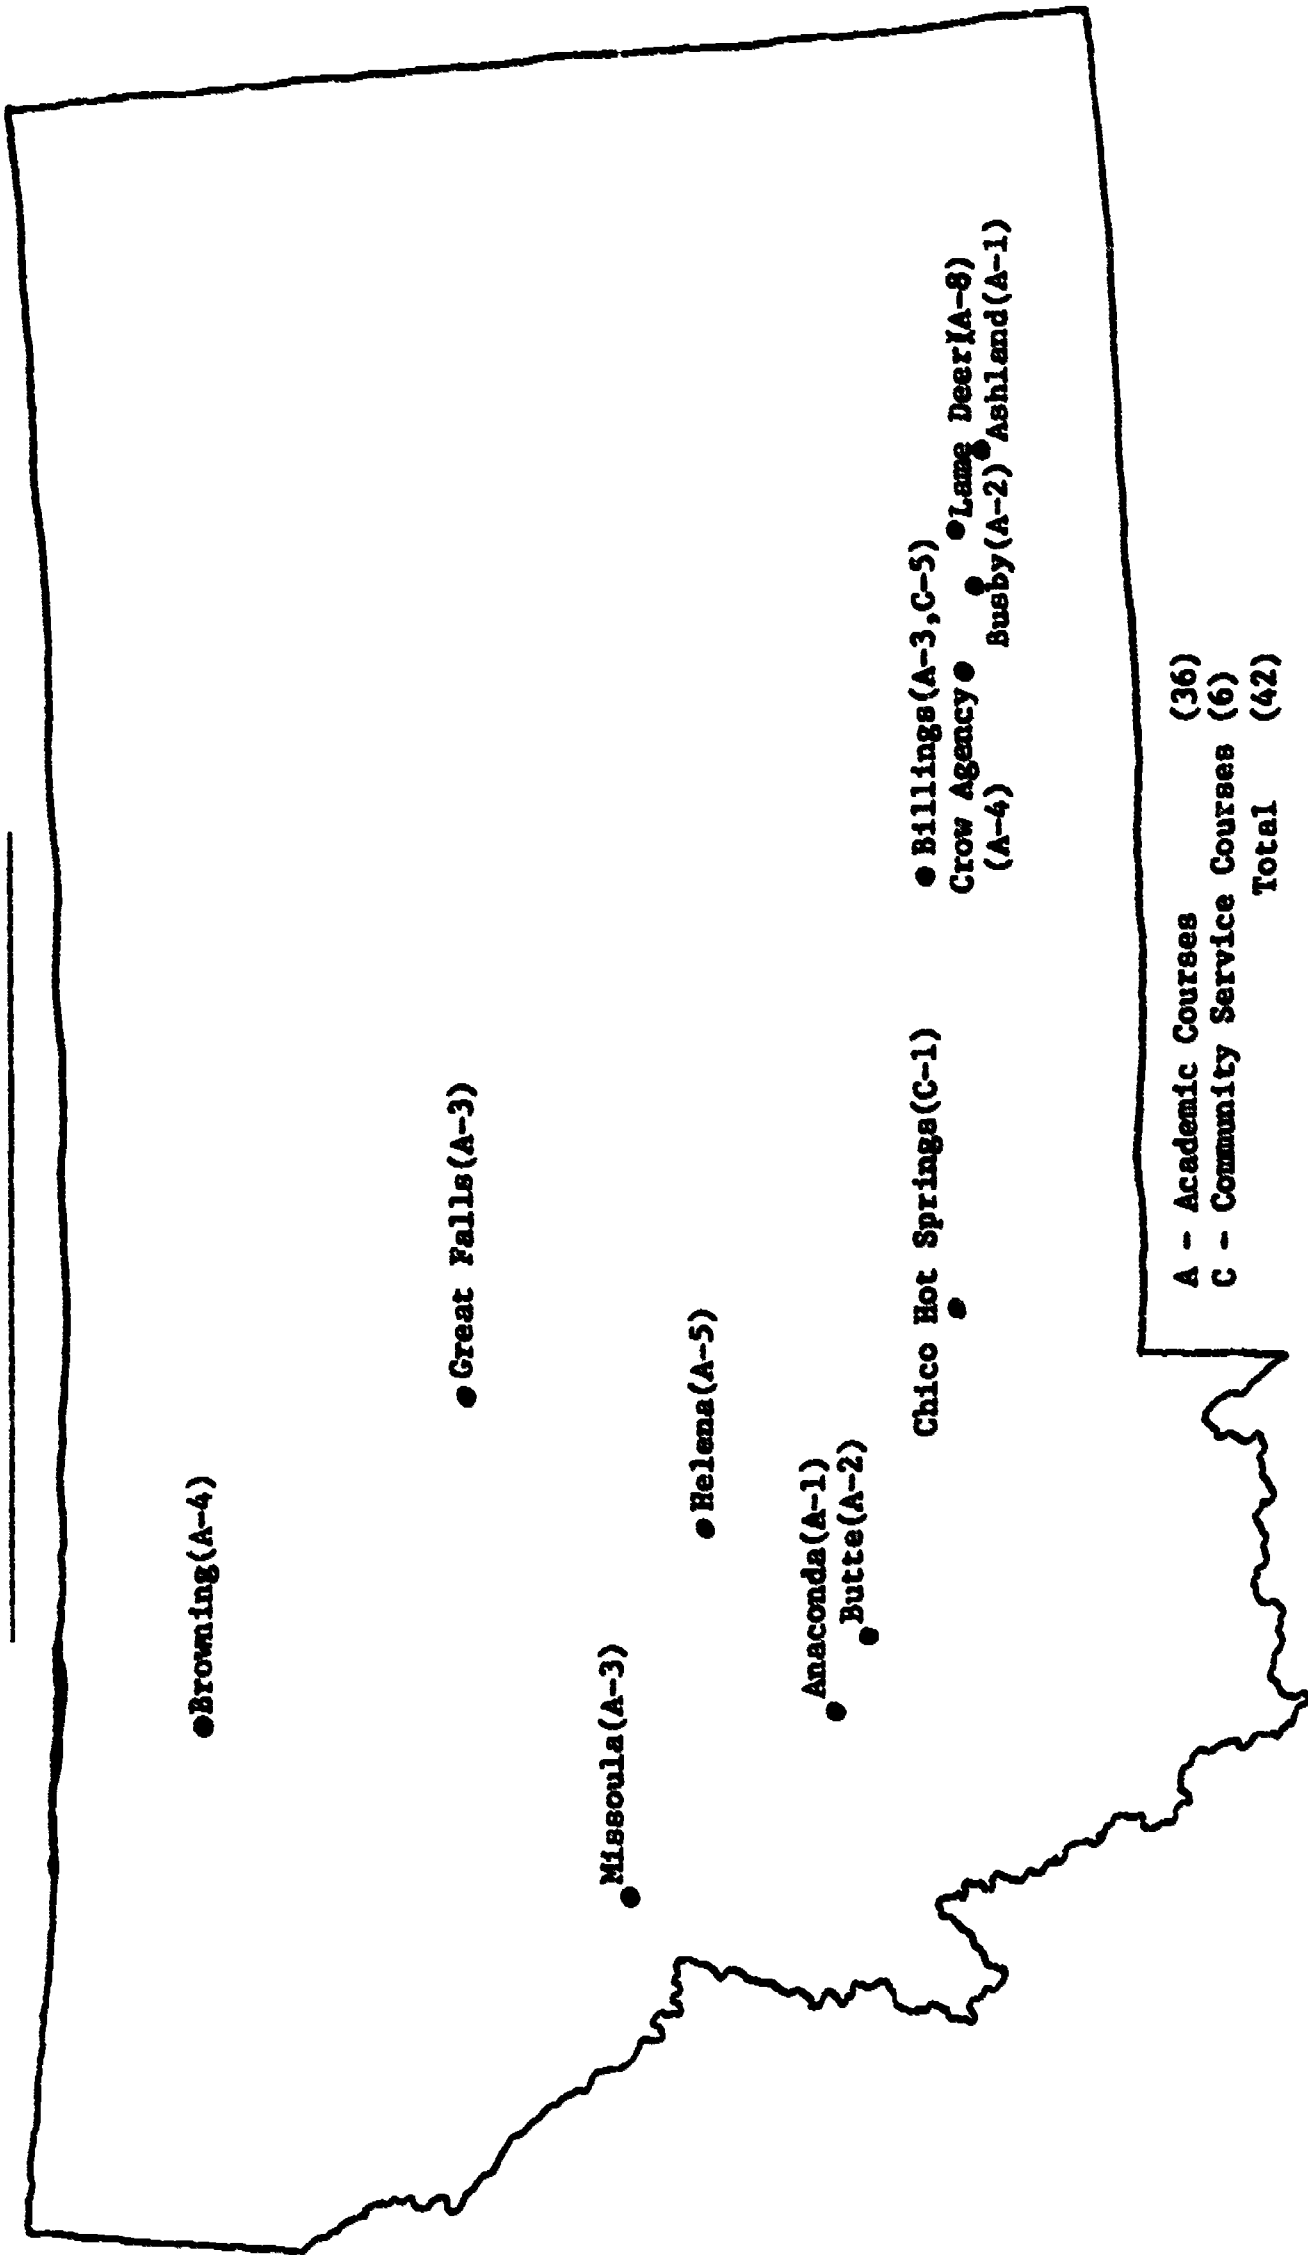 Browning(A-4)
Great Falls(A-3)
Missoula(A-3)
Helena(A-5)
Anaconda(A-1)
Butte(A-2)
Chico Hot Springs(C-1)
Billings(A-3,C-5)
Crow Agency
(A-4)
Lame Deer(A-8)
Busby(A-2) Ashland(A-1)
A - Academic Courses (36)
C - Community Service Courses (6)
Total (42)